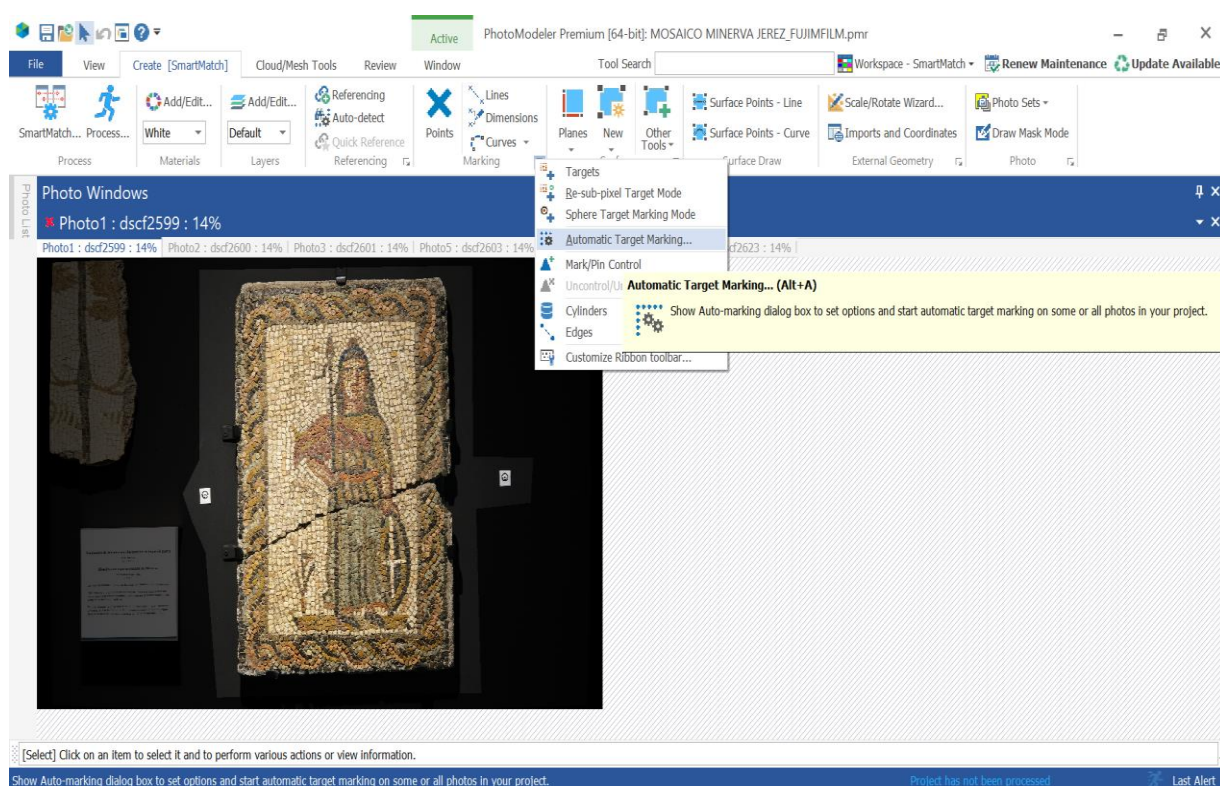 Active
PhotoModeler Premium [64-bit]: MOSAICO MINERVA JEREZ_FUJIMFILM.pmr
File
View
Create [SmartMatch]
Cloud/Mesh Tools
Review
Window
Tool Search
Workspace - SmartMatch
Renew Maintenance
Update Available
SmartMatch...
Process...
Process
Add/Edit...
White
Materials
Add/Edit...
Default
Layers
Referencing
Auto-detect
Quick Reference
Referencing
Points
Lines
Dimensions
Curves
Marking
Planes
New
Other
Tools
Surface Points - Line
Surface Points - Curve
Surface Draw
Scale/Rotate Wizard...
Imports and Coordinates
External Geometry
Photo Sets
Draw Mask Mode
Photo
Photo List
Photo Windows
Photo1 : dscf2599 : 14%
Photo1 : dscf2599 : 14%
Photo2 : dscf2600 : 14%
Photo3 : dscf2601 : 14%
Photo5 : dscf2603 : 14%
dscf2623 : 14%
Targets
Re-sub-pixel Target Mode
Sphere Target Marking Mode
Automatic Target Marking...
Mark/Pin Control
Cylinders
Edges
Customize Ribbon toolbar...
Automatic Target Marking... (Alt+A)
Show Auto-marking dialog box to set options and start automatic target marking on some or all photos in your project.
[Select] Click on an item to select it and to perform various actions or view information.
Show Auto-marking dialog box to set options and start automatic target marking on some or all photos in your project.
Project has not been processed
Last Alert